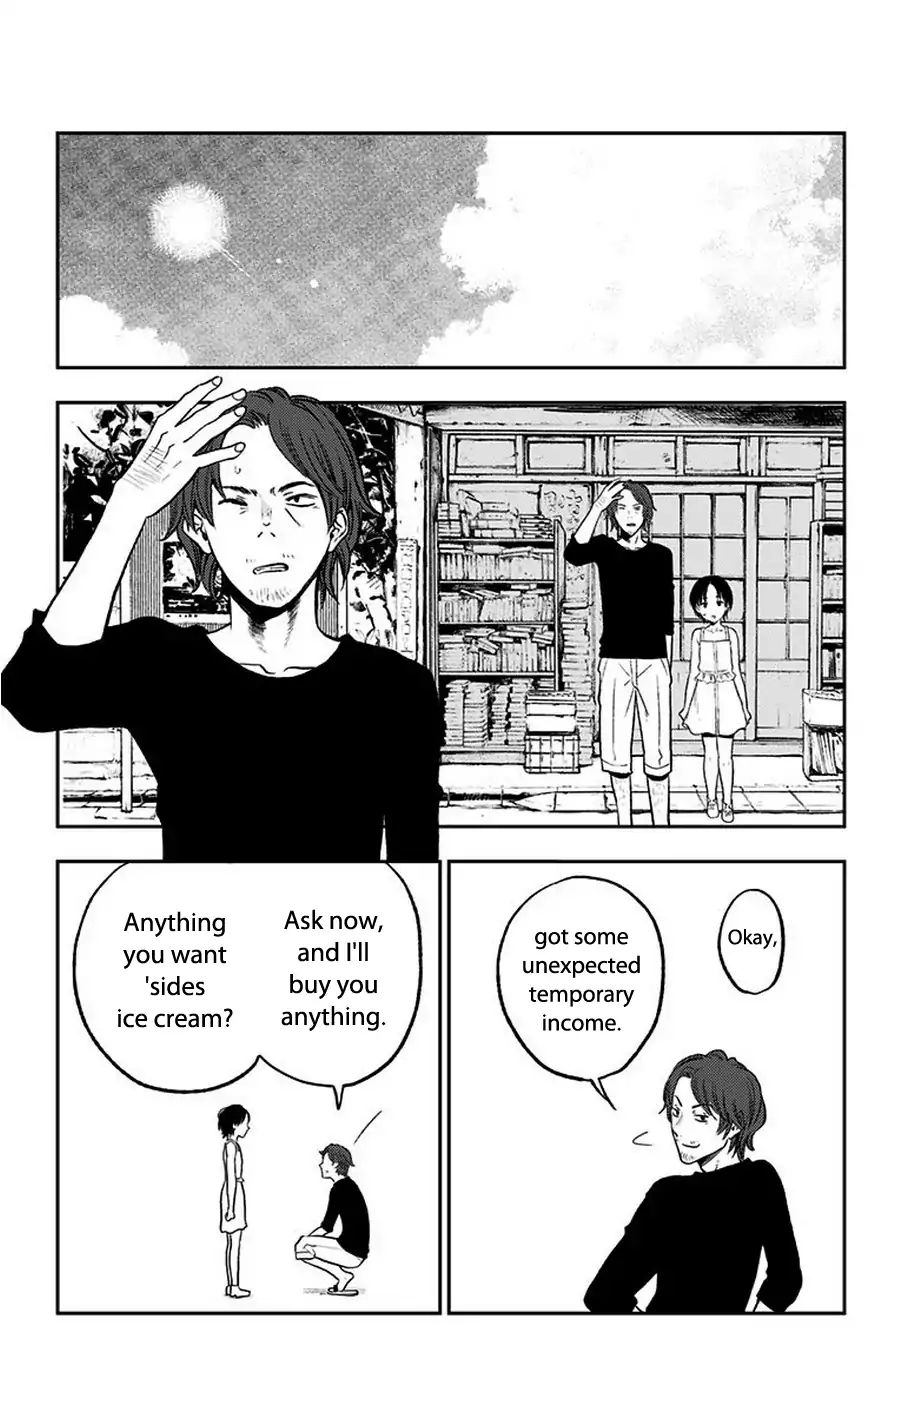 Okay,
got some
unexpected
temporary
income.
Ask now,
and I'll
buy you
anything.
Anything
you want
'sides
ice cream?